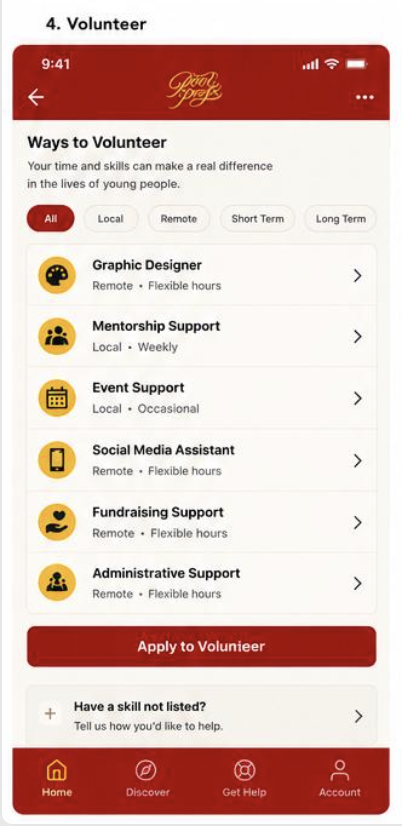 4. Volunteer
9:41
Good
Props
Ways to Volunteer
Your time and skills can make a real difference
in the lives of young people.
All Local Remote Short Term Long Term
Graphic Designer
Remote • Flexible hours
Mentorship Support
Local • Weekly
Event Support
Local • Occasional
Social Media Assistant
Remote • Flexible hours
Fundraising Support
Remote • Flexible hours
Administrative Support
Remote • Flexible hours
Apply to Volunieer
Have a skill not listed?
Tell us how you'd like to help.
Home Discover Get Help Account